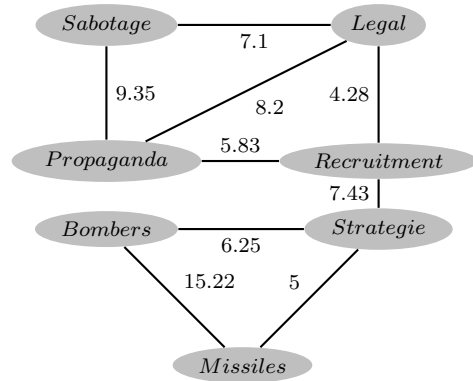 Sabotage Legal
7.1
9.35 4.28
8.2
5.83
Propaganda Recruitment
7.43
Bombers Strategie
6.25
15.22 5
Missiles